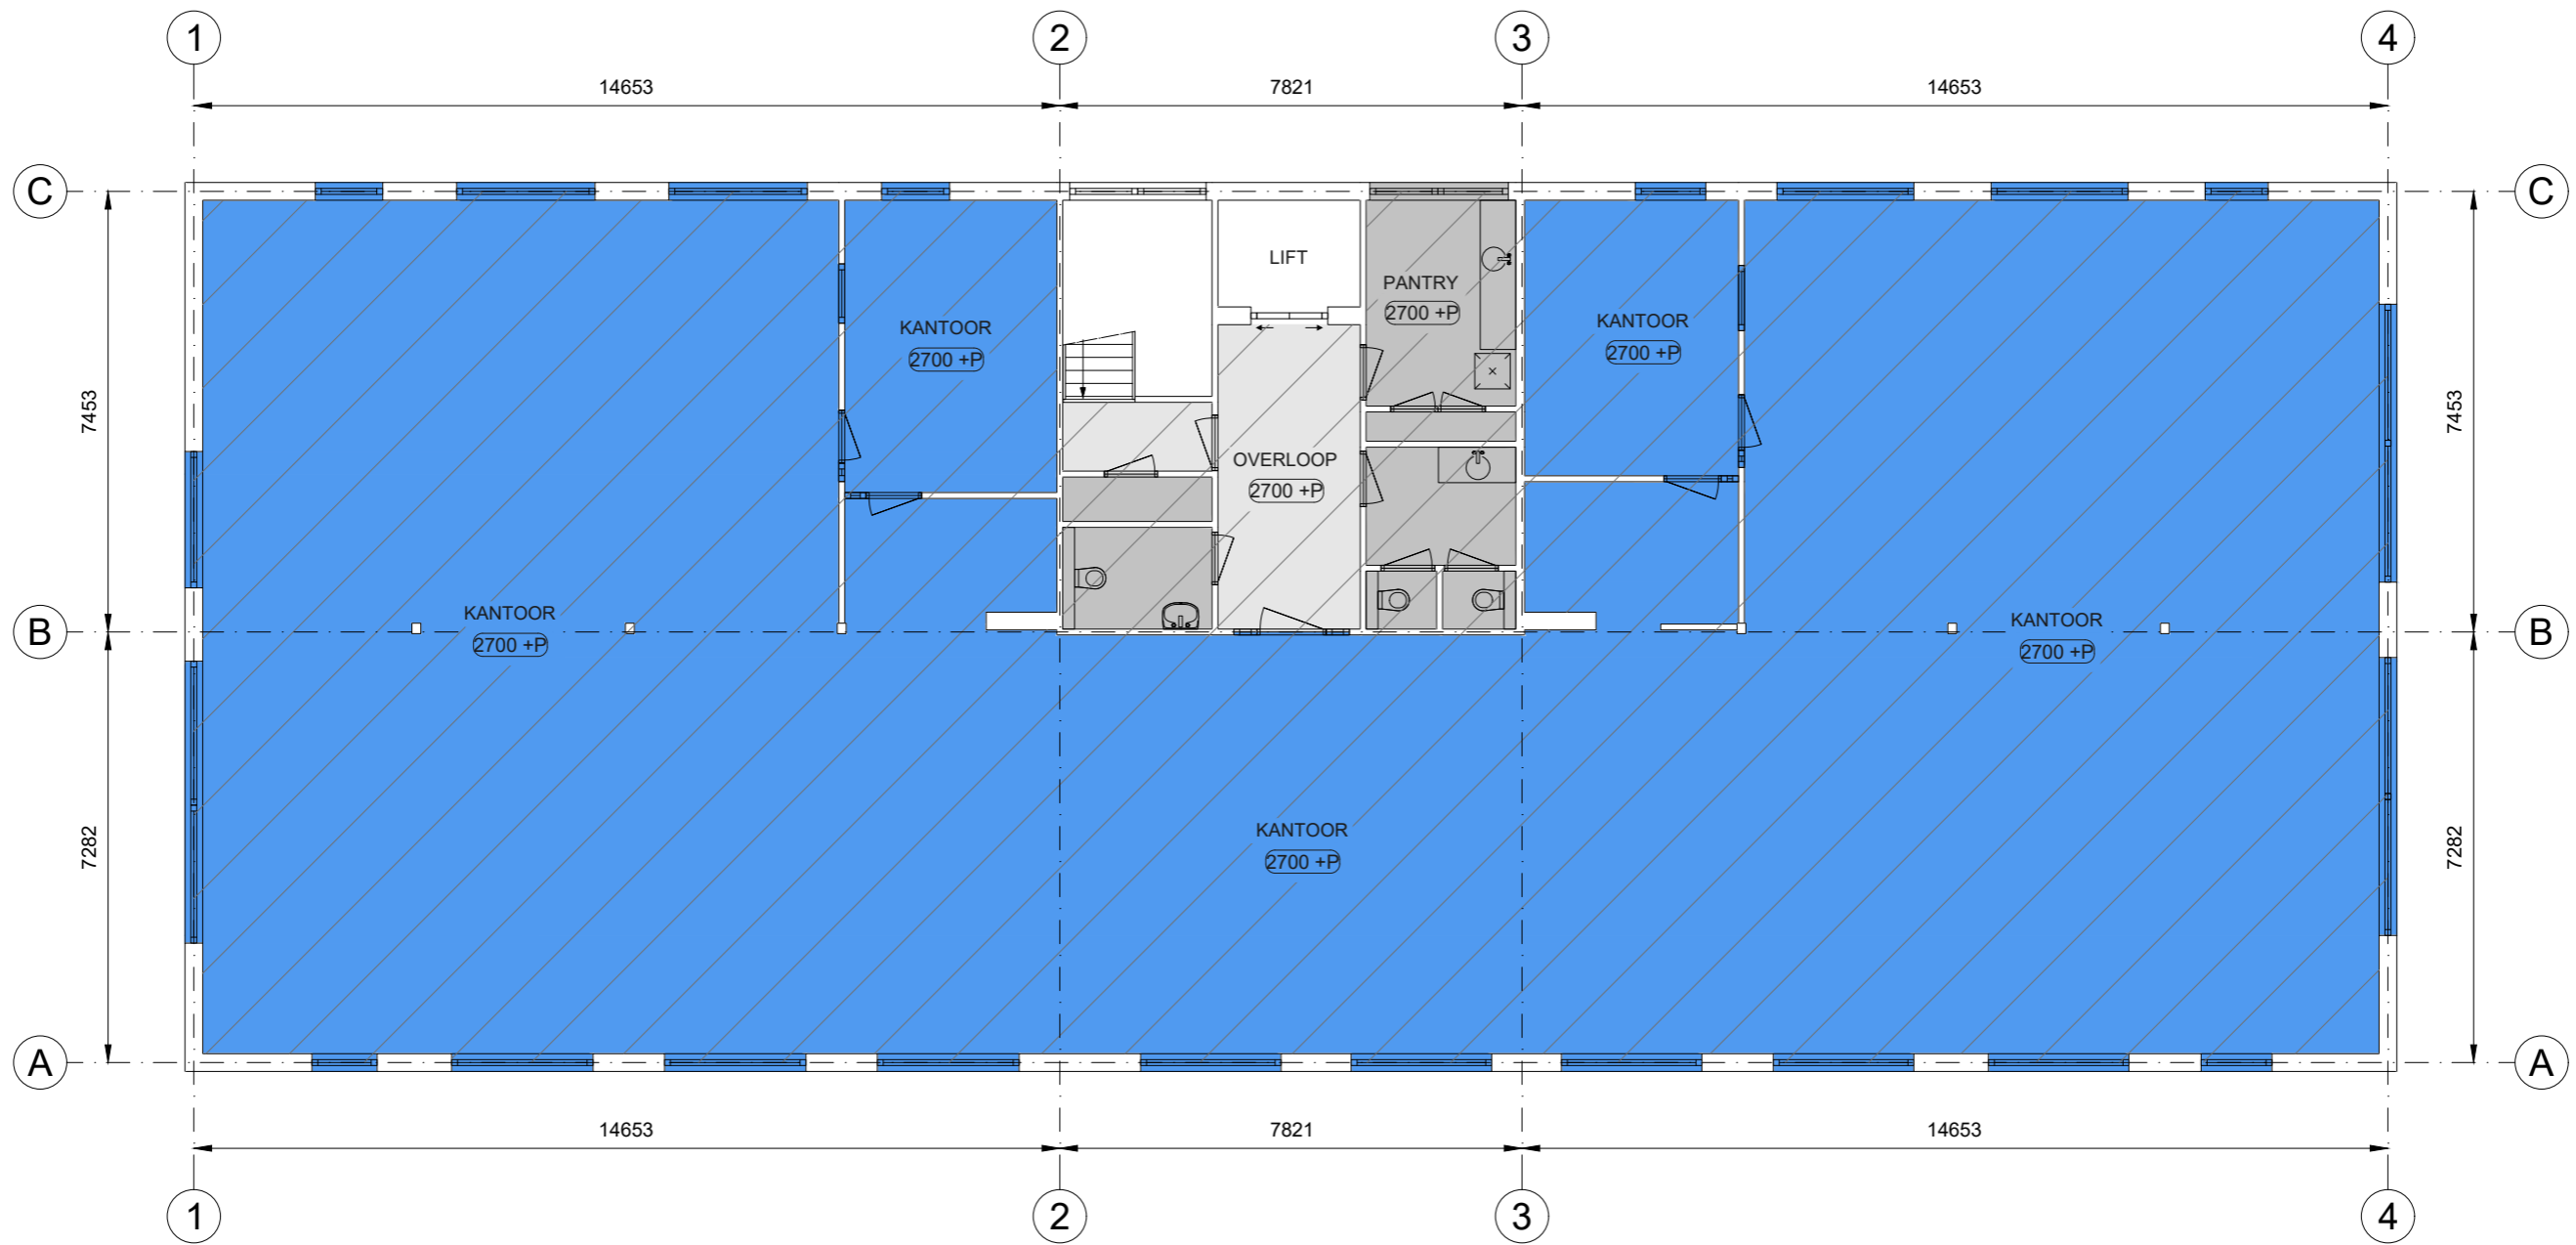 1 2 3 4
14653 7821 14653
C C
LIFT
PANTRY
2700 +P
KANTOOR
2700 +P
KANTOOR
2700 +P
7453 7453
OVERLOOP
2700 +P
KANTOOR
2700 +P
KANTOOR
2700 +P
B B
7282 7282
KANTOOR
2700 +P
A A
14653 7821 14653
1 2 3 4